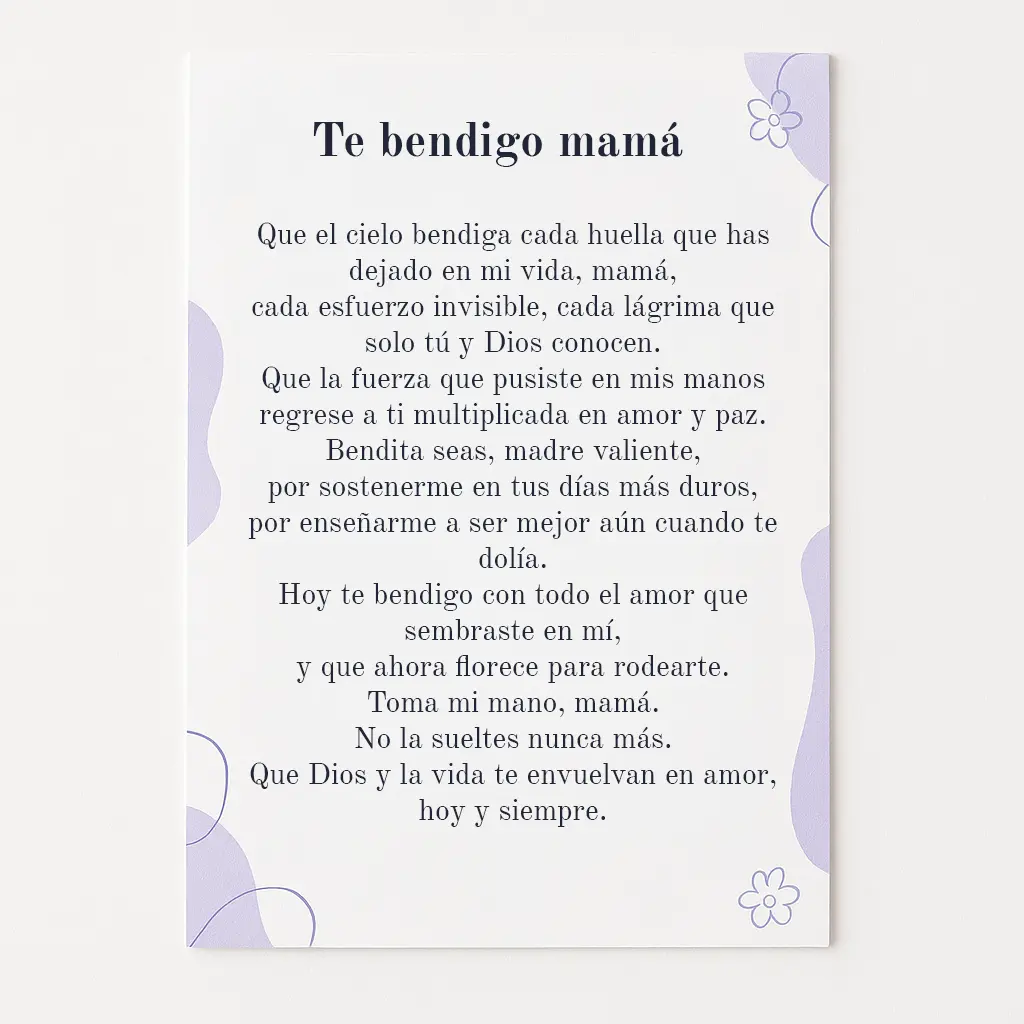 Te bendigo mamá
Que el cielo bendiga cada huella que has
dejado en mi vida, mamá,
cada esfuerzo invisible, cada lágrima que
solo tú y Dios conocen.
Que la fuerza que pusiste en mis manos
regrese a ti multiplicada en amor y paz.
Bendita seas, madre valiente,
por sostenerme en tus días más duros,
por enseñarme a ser mejor aún cuando te
dolía.
Hoy te bendigo con todo el amor que
sembraste en mí,
y que ahora florece para rodearte.
Toma mi mano, mamá.
No la sueltes nunca más.
Que Dios y la vida te envuelvan en amor,
hoy y siempre.